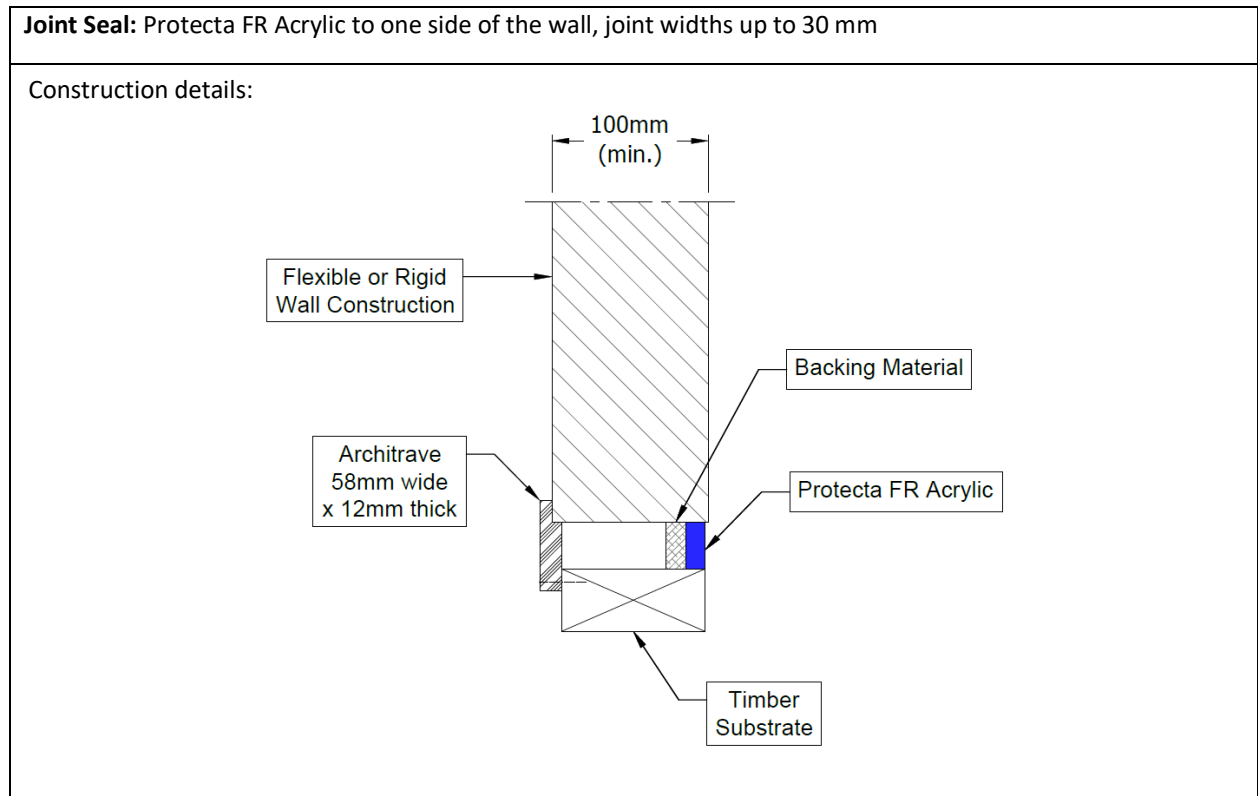 Joint Seal: Protecta FR Acrylic to one side of the wall, joint widths up to 30 mm
Construction details:
100mm
(min.)
Flexible or Rigid
Wall Construction
Backing Material
Architrave
58mm wide
x 12mm thick
Protecta FR Acrylic
Timber
Substrate